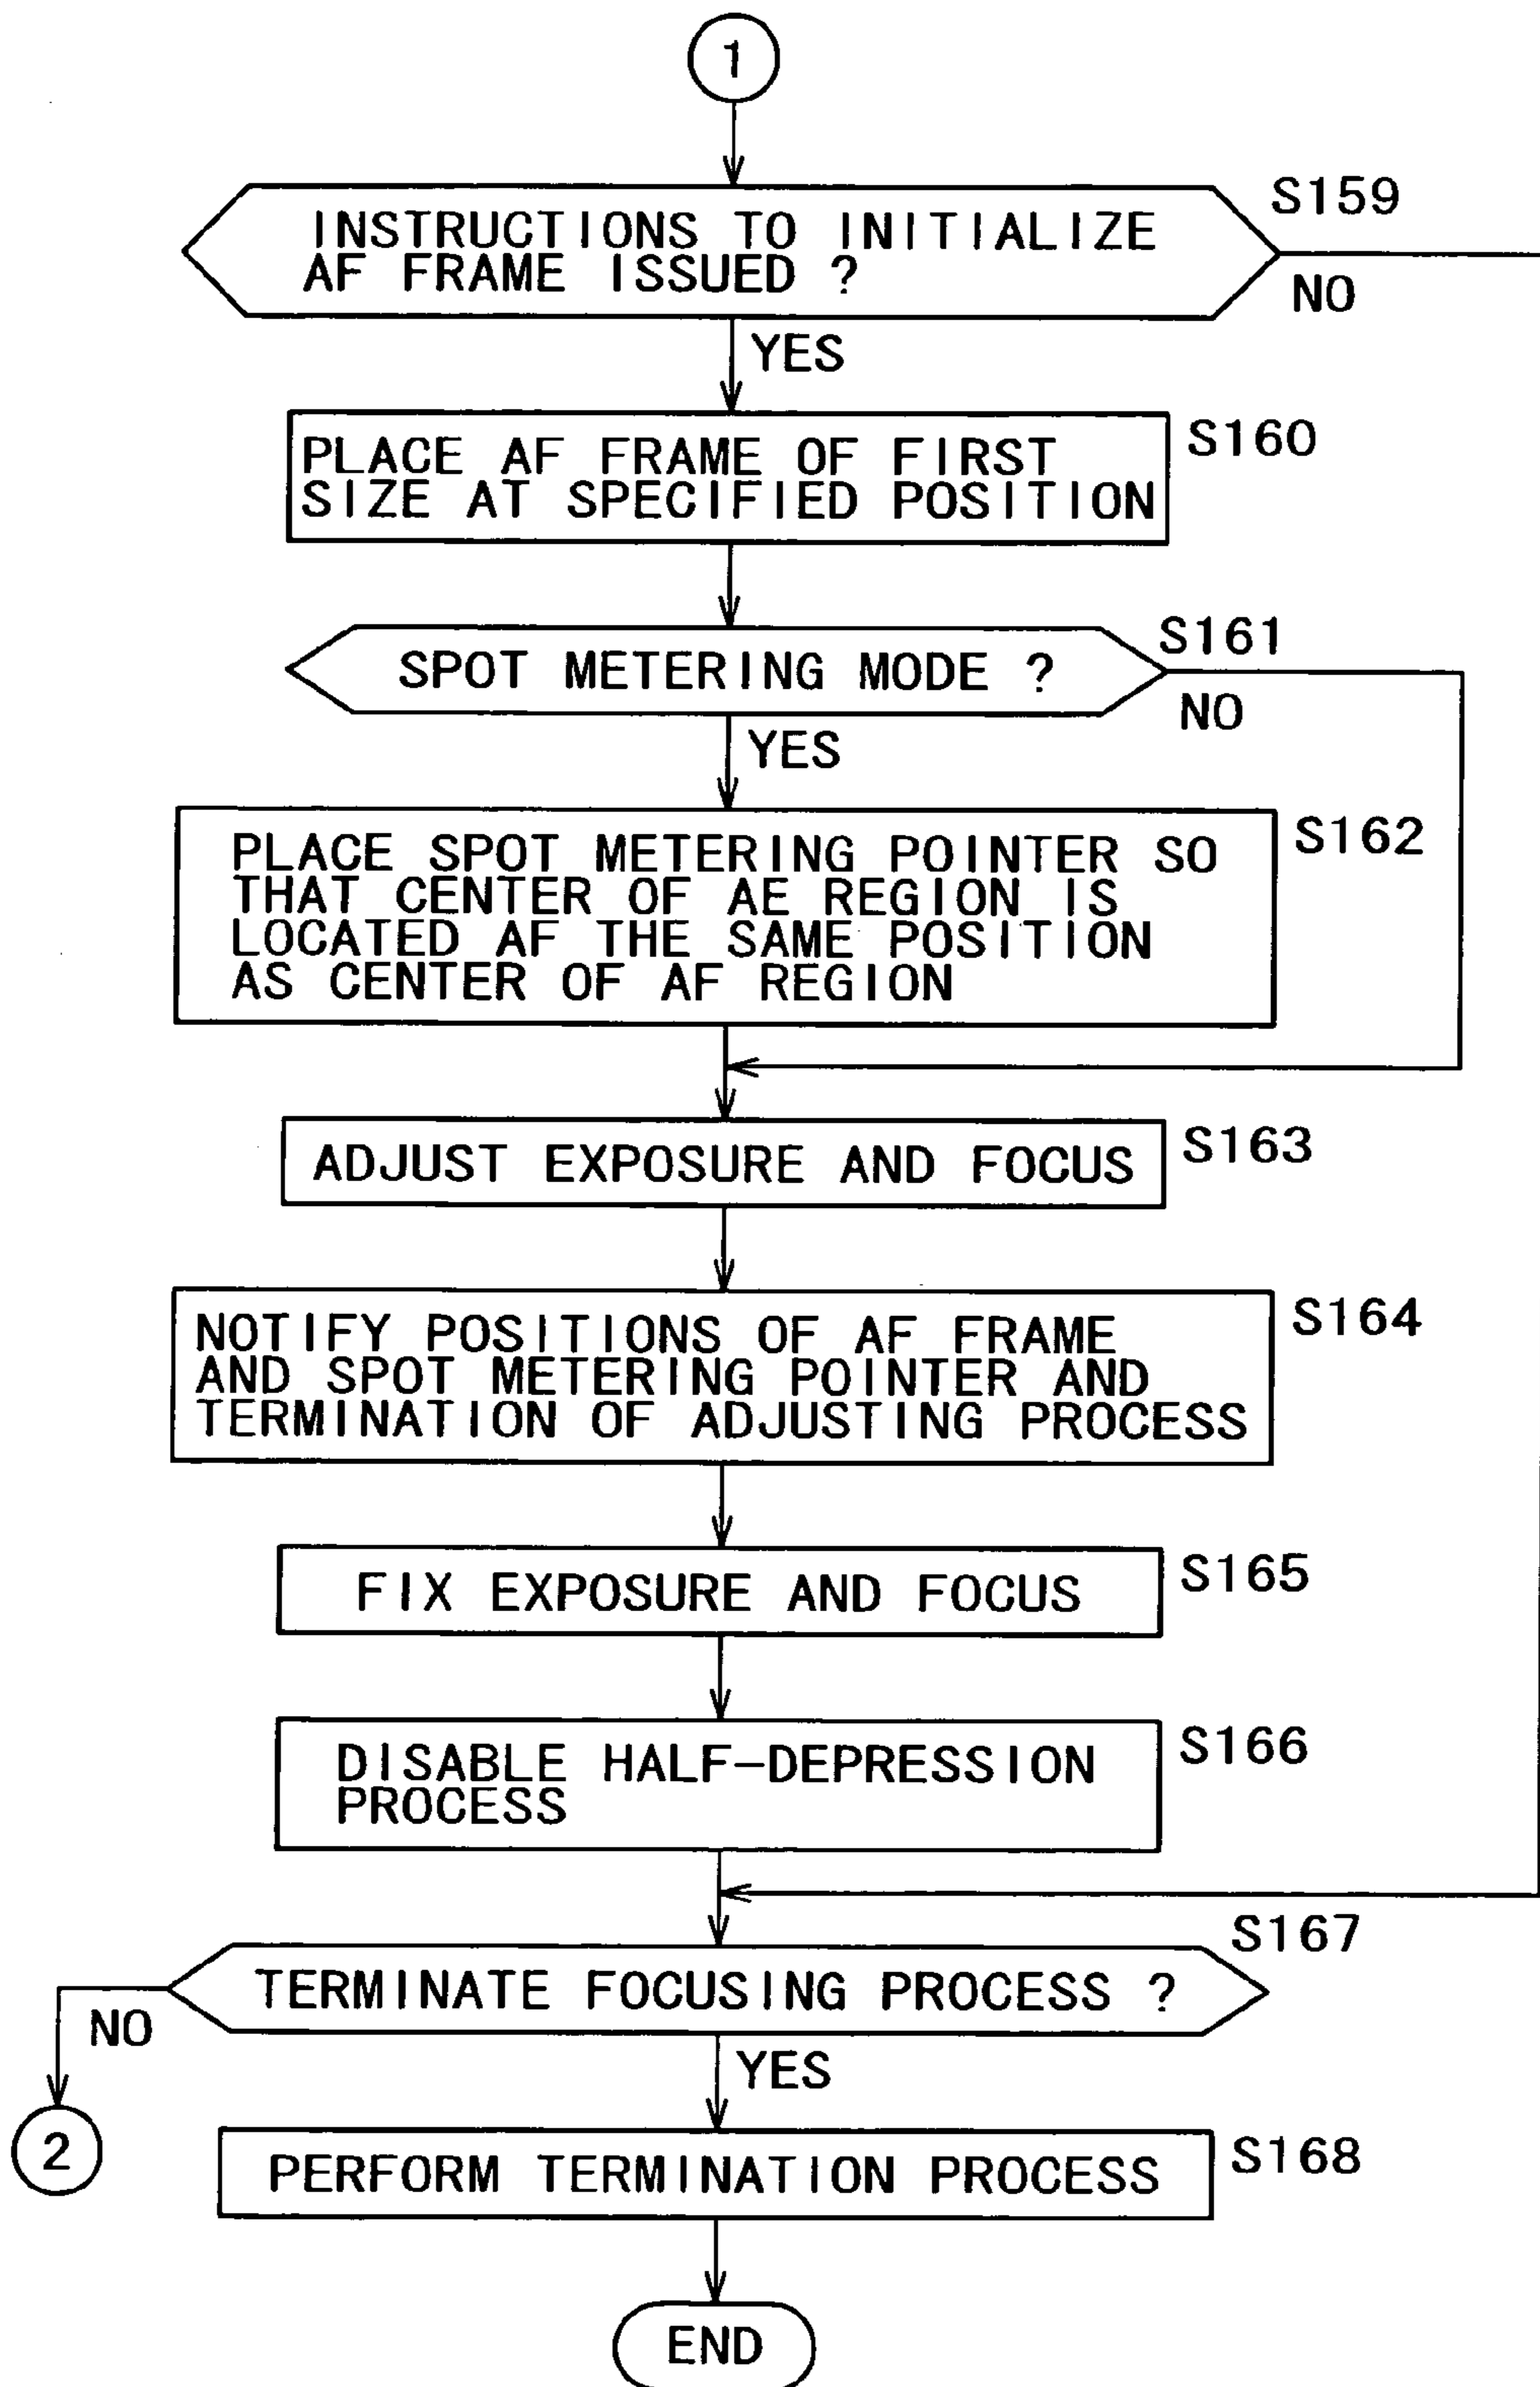 1
S159
INSTRUCTIONS TO INITIALIZE
AF FRAME ISSUED ?
NO
YES
S160
PLACE AF FRAME OF FIRST
SIZE AT SPECIFIED POSITION
S161
SPOT METERING MODE ?
NO
YES
S162
PLACE SPOT METERING POINTER SO
THAT CENTER OF AE REGION IS
LOCATED AF THE SAME POSITION
AS CENTER OF AF REGION
S163
ADJUST EXPOSURE AND FOCUS
S164
NOTIFY POSITIONS OF AF FRAME
AND SPOT METERING POINTER AND
TERMINATION OF ADJUSTING PROCESS
S165
FIX EXPOSURE AND FOCUS
S166
DISABLE HALF-DEPRESSION
PROCESS
S167
TERMINATE FOCUSING PROCESS ?
NO
YES
2
S168
PERFORM TERMINATION PROCESS
END